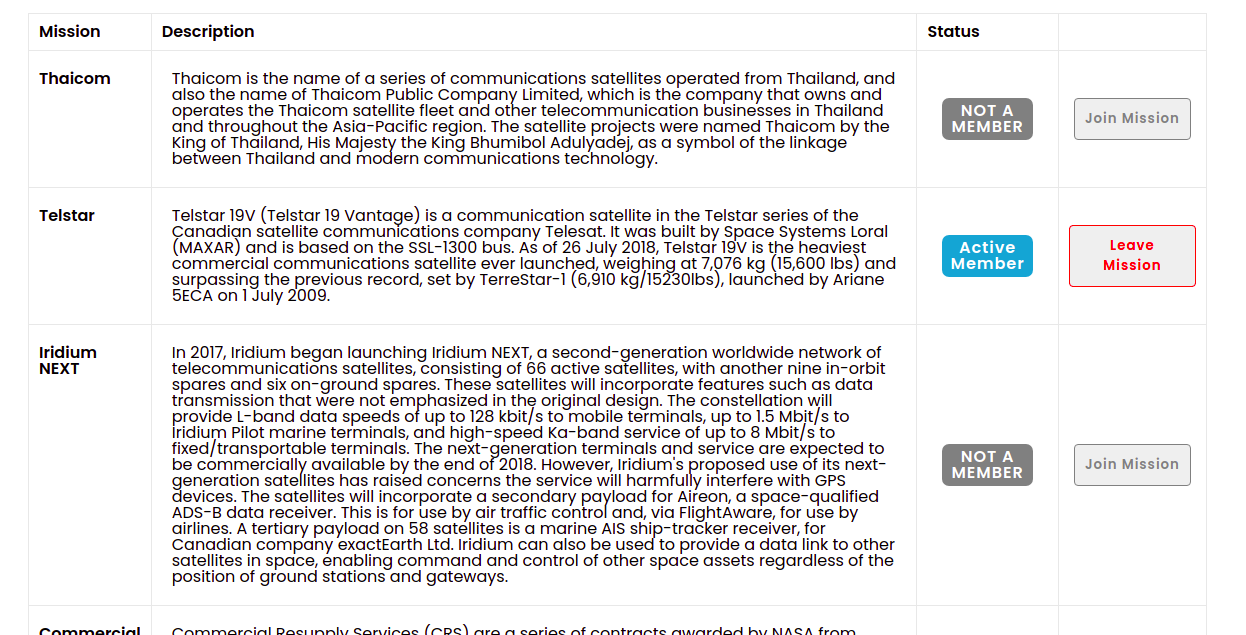 Mission Description Status
Thaicom
Thaicom is the name of a series of communications satellites operated from Thailand, and
also the name of Thaicom Public Company Limited, which is the company that owns and
operates the Thaicom satellite fleet and other telecommunication businesses in Thailand
and throughout the Asia-Pacific region. The satellite projects were named Thaicom by the
King of Thailand, His Majesty the King Bhumibol Adulyadej, as a symbol of the linkage
between Thailand and modern communications technology.
NOT A
MEMBER
Join Mission
Telstar
Telstar 19V (Telstar 19 Vantage) is a communication satellite in the Telstar series of the
Canadian satellite communications company Telesat. It was built by Space Systems Loral
(MAXAR) and is based on the SSL-1300 bus. As of 26 July 2018, Telstar 19V is the heaviest
commercial communications satellite ever launched, weighing at 7,076 kg (15,600 lbs) and
surpassing the previous record, set by TerreStar-1 (6,910 kg/15230lbs), launched by Ariane
5ECA on 1 July 2009.
Active
Member
Leave
Mission
Iridium
NEXT
In 2017, Iridium began launching Iridium NEXT, a second-generation worldwide network of
telecommunications satellites, consisting of 66 active satellites, with another nine in-orbit
spares and six on-ground spares. These satellites will incorporate features such as data
transmission that were not emphasized in the original design. The constellation will
provide L-band data speeds of up to 128 kbit/s to mobile terminals, up to 1.5 Mbit/s to
Iridium Pilot marine terminals, and high-speed Ka-band service of up to 8 Mbit/s to
fixed/transportable terminals. The next-generation terminals and service are expected to
be commercially available by the end of 2018. However, Iridium's proposed use of its next-
generation satellites has raised concerns the service will harmfully interfere with GPS
devices. The satellites will incorporate a secondary payload for Aireon, a space-qualified
ADS-B data receiver. This is for use by air traffic control and, via FlightAware, for use by
airlines. A tertiary payload on 58 satellites is a marine AIS ship-tracker receiver, for
Canadian company exactEarth Ltd. Iridium can also be used to provide a data link to other
satellites in space, enabling command and control of other space assets regardless of the
position of ground stations and gateways.
NOT A
MEMBER
Join Mission
Commercial
Commercial Resupply Services (CRS) are a series of contracts awarded by NASA from